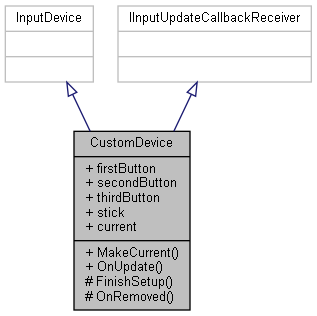 InputDevice
IInputUpdateCallbackReceiver
CustomDevice
+ firstButton
+ secondButton
+ thirdButton
+ stick
+ current
+ MakeCurrent()
+ OnUpdate()
# FinishSetup()
# OnRemoved()